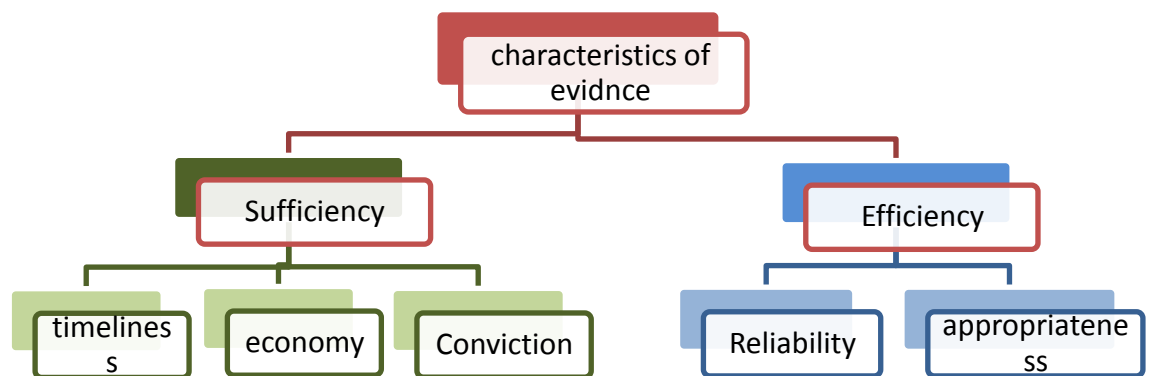 characteristics of
evidnce
Sufficiency
Efficiency
timelines
s
economy
Conviction
Reliability
appropriatene
ss